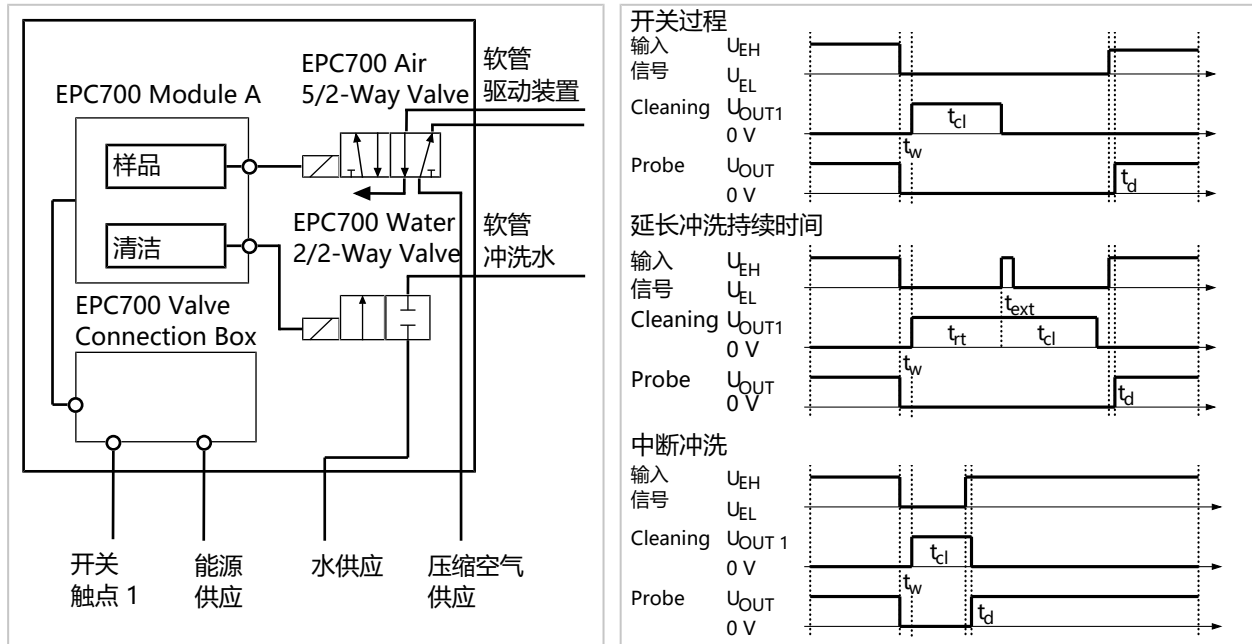 EPC700 Module A
EPC700 Air
5/2-Way Valve
软管
驱动装置
样品
清洁
EPC700 Water
2/2-Way Valve
软管
冲洗水
EPC700 Valve
Connection Box
开关
触点 1
能源
供应
水供应
压缩空气
供应
开关过程
输入 UEH
信号 UEL
Cleaning UOUT1
tcl
0 V
tw
Probe UOUT
0 V
td
延长冲洗持续时间
输入 UEH
信号 UEL
text
Cleaning UOUT1
trt tcl
0 V
tw
Probe UOUT
0 V
td
中断冲洗
输入 UEH
信号 UEL
Cleaning UOUT 1
tcl
0 V
tw
Probe UOUT
0 V
td